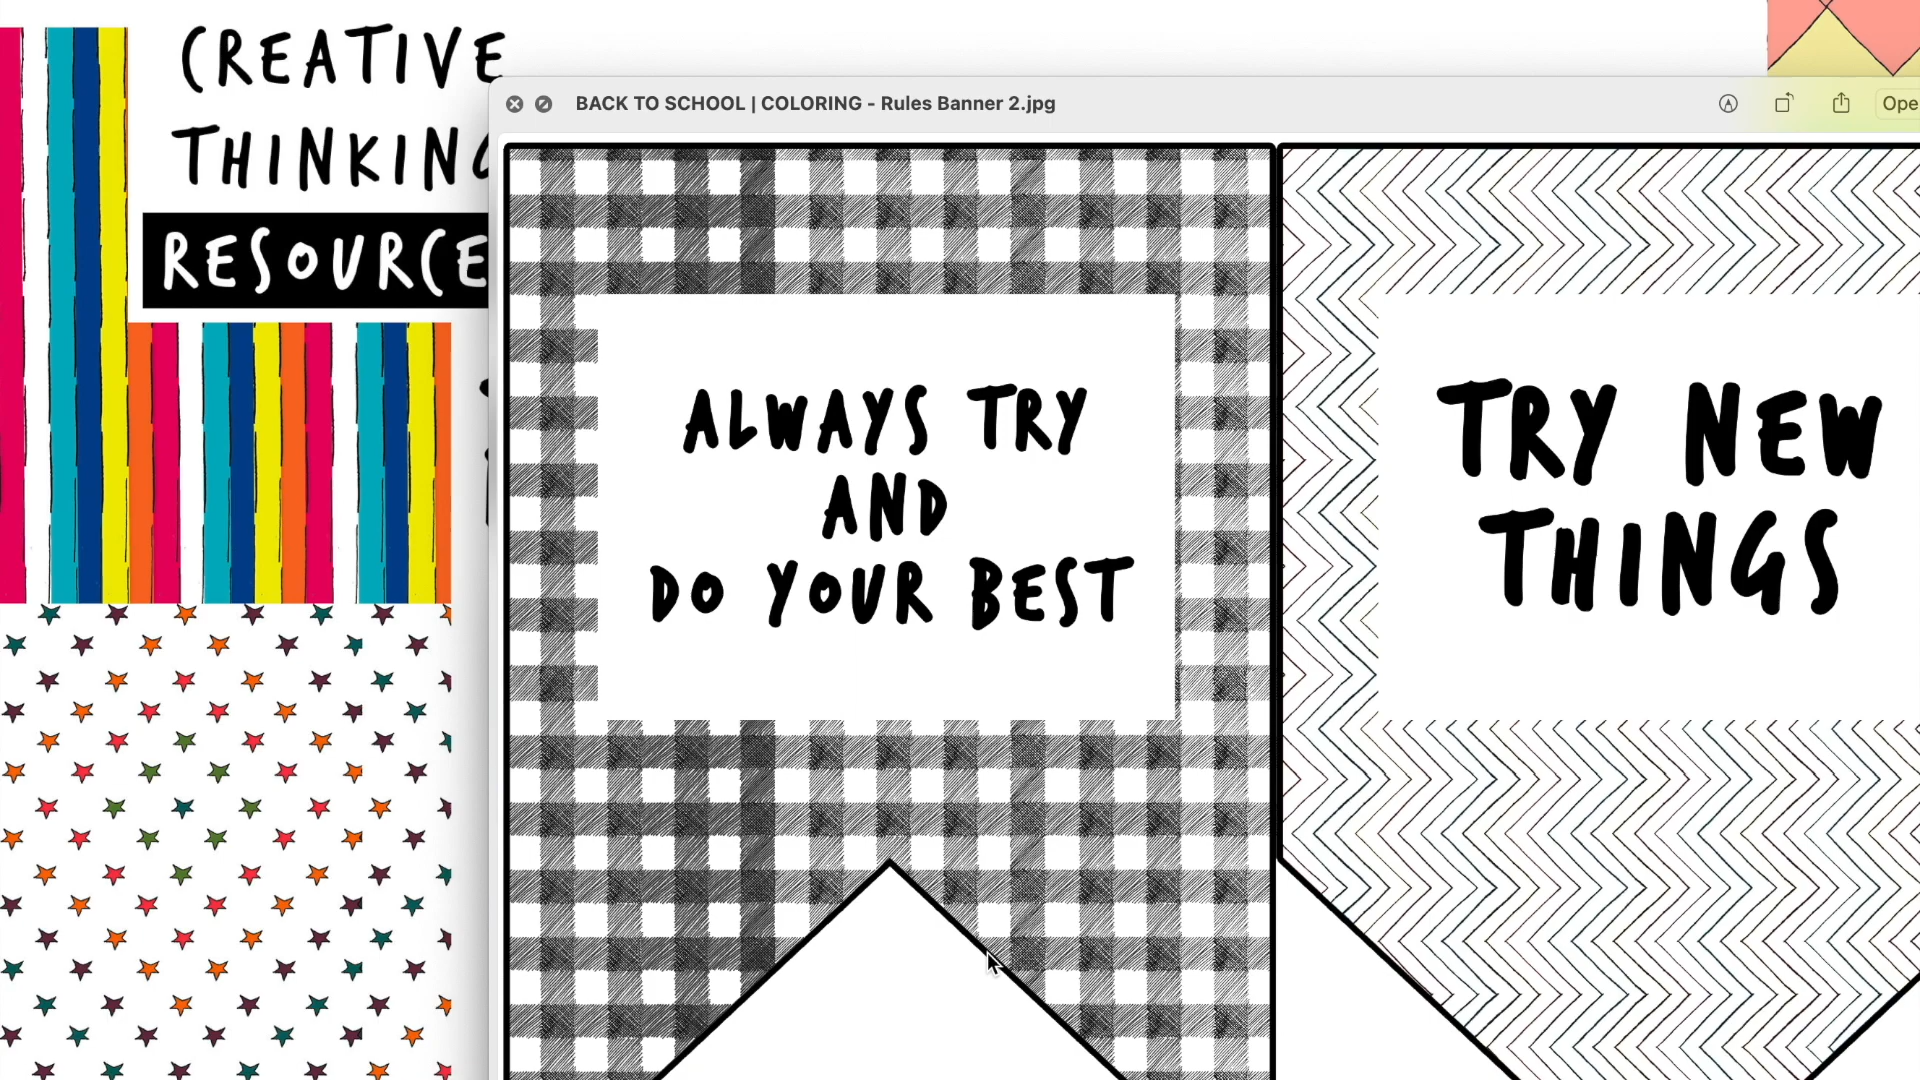 CREATIVE
THINKING
RESOURCE
BACK TO SCHOOL | COLORING - Rules Banner 2.jpg
Ope
ALWAYS TRY
AND
DO YOUR BEST
TRY NEW
THINGS